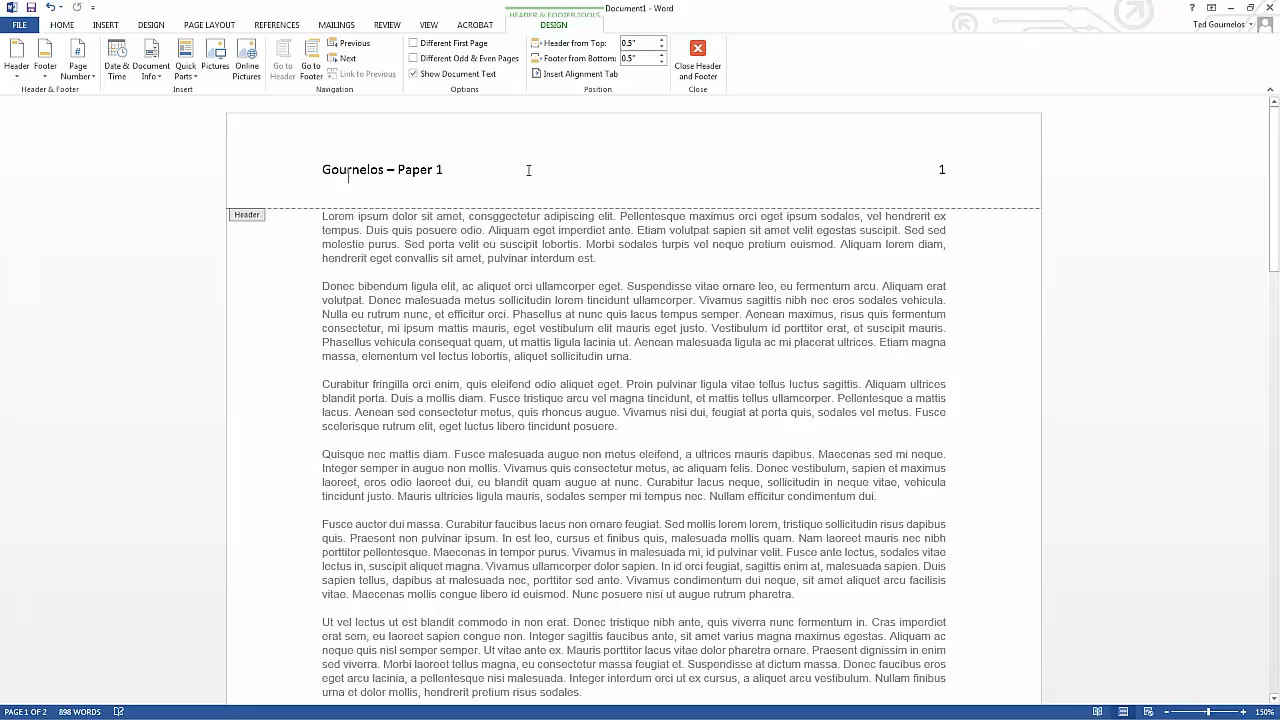 HEADER & FOOTER TOOLS
Document1 - Word
FILE HOME INSERT DESIGN PAGE LAYOUT REFERENCES MAILINGS REVIEW VIEW ACROBAT DESIGN
Ted Gournelos
Header Footer Page Number
Header & Footer
Date & Time Document Info Quick Parts Pictures Online Pictures
Insert
Go to Header Go to Footer
Previous
Next
Link to Previous
Navigation
Different First Page
Different Odd & Even Pages
Show Document Text
Options
Header from Top: 0.5"
Footer from Bottom: 0.5"
Insert Alignment Tab
Position
Close Header and Footer
Close
Gournelos – Paper 1 1
Header
Lorem ipsum dolor sit amet, consggectetur adipiscing elit. Pellentesque maximus orci eget ipsum sodales, vel hendrerit ex
tempus. Duis quis posuere odio. Aliquam eget imperdiet ante. Etiam volutpat sapien sit amet velit egestas suscipit. Sed sed
molestie purus. Sed porta velit eu suscipit lobortis. Morbi sodales turpis vel neque pretium euismod. Aliquam lorem diam,
hendrerit eget convallis sit amet, pulvinar interdum est.
Donec bibendum ligula elit, ac aliquet orci ullamcorper eget. Suspendisse vitae ornare leo, eu fermentum arcu. Aliquam erat
volutpat. Donec malesuada metus sollicitudin lorem tincidunt ullamcorper. Vivamus sagittis nibh nec eros sodales vehicula.
Nulla eu rutrum nunc, et efficitur orci. Phasellus at nunc quis lacus tempus semper. Aenean maximus, risus quis fermentum
consectetur, mi ipsum mattis mauris, eget vestibulum elit mauris eget justo. Vestibulum id porttitor erat, et suscipit mauris.
Phasellus vehicula consequat quam, ut mattis ligula lacinia ut. Aenean malesuada ligula ac mi placerat ultrices. Etiam magna
massa, elementum vel lectus lobortis, aliquet sollicitudin urna.
Curabitur fringilla orci enim, quis eleifend odio aliquet eget. Proin pulvinar ligula vitae tellus luctus sagittis. Aliquam ultrices
blandit porta. Duis a mollis diam. Fusce tristique arcu vel magna tincidunt, et mattis tellus ullamcorper. Pellentesque a mattis
lacus. Aenean sed consectetur metus, quis rhoncus augue. Vivamus nisi dui, feugiat at porta quis, sodales vel metus. Fusce
scelerisque rutrum elit, eget luctus libero tincidunt posuere.
Quisque nec mattis diam. Fusce malesuada augue non metus eleifend, a ultrices mauris dapibus. Maecenas sed mi neque.
Integer semper in augue non mollis. Vivamus quis consectetur metus, ac aliquam felis. Donec vestibulum, sapien et maximus
laoreet, eros odio laoreet dui, eu blandit quam augue at nunc. Curabitur lacus neque, sollicitudin in neque vitae, vehicula
tincidunt justo. Mauris ultricies ligula mauris, sodales semper mi tempus nec. Nullam efficitur condimentum dui.
Fusce auctor dui massa. Curabitur faucibus lacus non ornare feugiat. Sed mollis lorem lorem, tristique sollicitudin risus dapibus
quis. Praesent non pulvinar ipsum. In est leo, cursus et finibus quis, malesuada mollis quam. Nam laoreet mauris nec nibh
porttitor pellentesque. Maecenas in tempor purus. Vivamus in malesuada mi, id pulvinar velit. Fusce ante lectus, sodales vitae
lectus in, suscipit aliquet magna. Vivamus ullamcorper dolor sapien. In id orci feugiat, sagittis enim at, malesuada sapien. Duis
sapien tellus, dapibus at malesuada nec, porttitor sed ante. Vivamus condimentum dui neque, sit amet aliquet arcu facilisis
vitae. Maecenas mollis congue libero id euismod. Nunc posuere nisi ut augue rutrum pharetra.
Ut vel lectus ut est blandit commodo in non erat. Donec tristique nibh ante, quis viverra nunc fermentum in. Cras imperdiet
erat sem, eu laoreet sapien congue non. Integer sagittis faucibus ante, sit amet varius magna maximus egestas. Aliquam ac
neque quis nisl semper semper. Ut vitae ante ex. Mauris porttitor lacus vitae dolor pharetra ornare. Praesent dignissim in enim
sed viverra. Morbi laoreet tellus magna, eu consectetur massa feugiat et. Suspendisse at dictum massa. Donec faucibus eros
eget arcu lacinia, a pellentesque nisi malesuada. Integer interdum orci ut ex cursus, a aliquet arcu vestibulum. Nullam finibus
urna et dolor mollis, hendrerit pretium risus sodales.
PAGE 1 OF 2 898 WORDS 150%